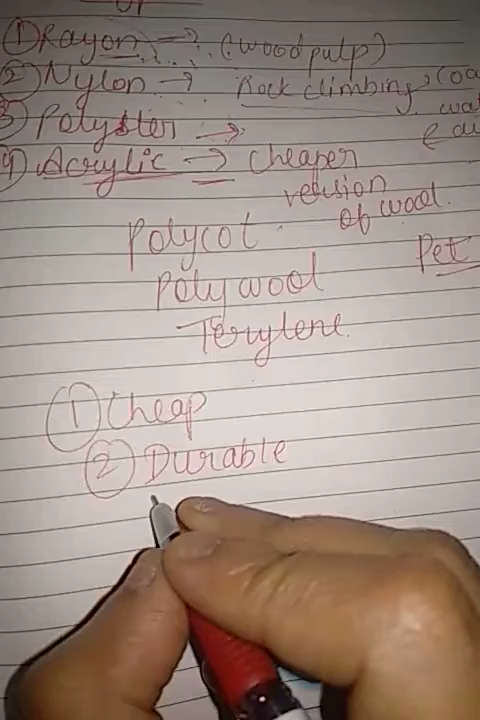 ① Rayon → (wood pulp)
② Nylon → Rock climbing,
③ Polyster →
④ Acrylic → cheaper
version
of wool.
Polycot
Pet
Polywool
Terylene
① Cheap
② Durable